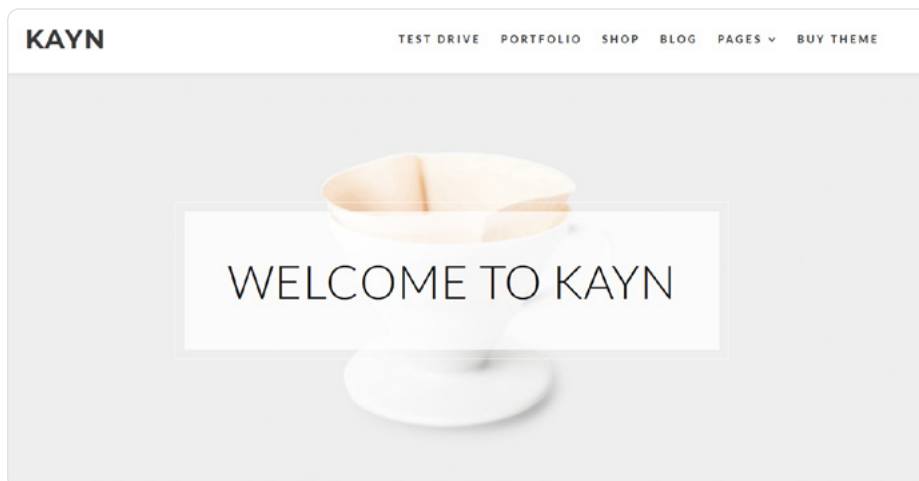 KAYN
TEST DRIVE PORTFOLIO SHOP BLOG PAGES BUY THEME
WELCOME TO KAYN